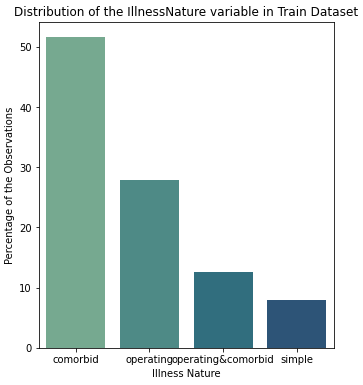 Distribution of the IllnessNature variable in Train Dataset
Percentage of the Observations
50
40
30
20
10
0
comorbid operating operating&comorbid simple
Illness Nature